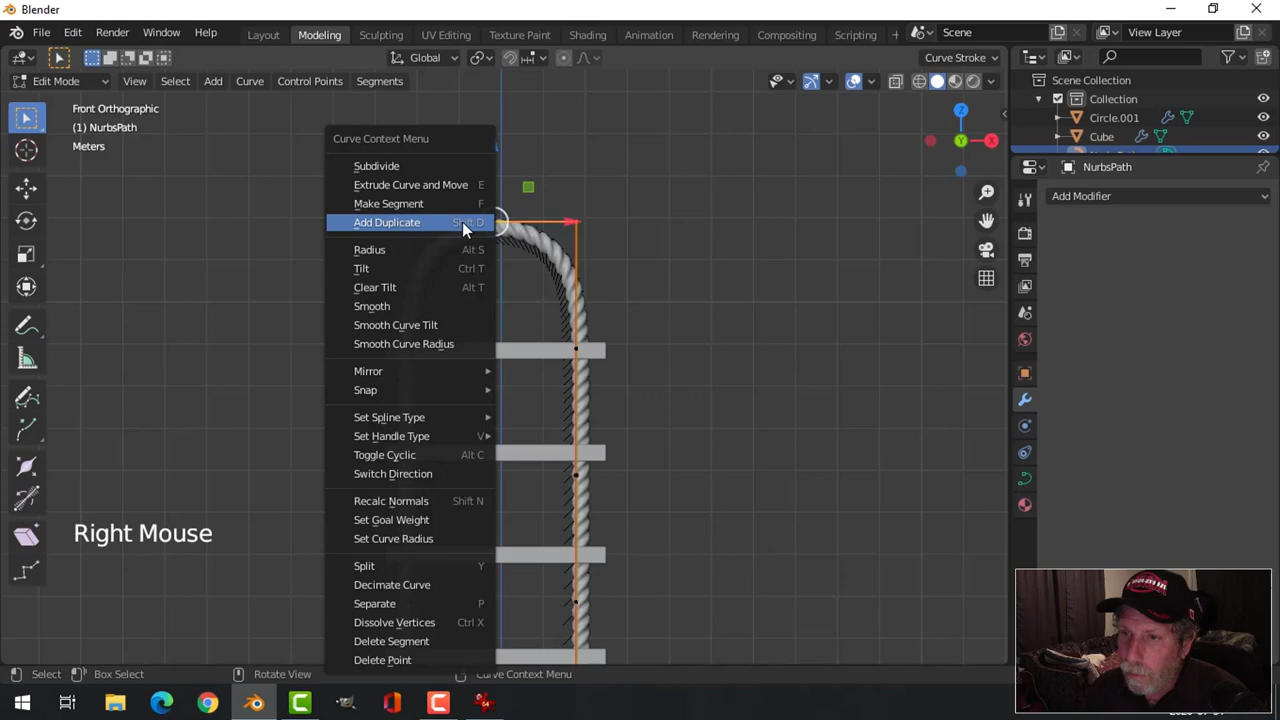 Blender
File Edit Render Window Help
Layout Modeling Sculpting UV Editing Texture Paint Shading Animation Rendering Compositing Scripting
Scene
View Layer
Global
Curve Stroke
Edit Mode View Select Add Curve Control Points Segments
Front Orthographic
(1) NurbsPath
Meters
Curve Context Menu
Subdivide
Extrude Curve and Move E
Make Segment F
Add Duplicate Shift D
Radius Alt S
Tilt Ctrl T
Clear Tilt Alt T
Smooth
Smooth Curve Tilt
Smooth Curve Radius
Mirror
Snap
Set Spline Type
Set Handle Type V
Toggle Cyclic Alt C
Switch Direction
Recalc Normals Shift N
Set Goal Weight
Set Curve Radius
Split Y
Decimate Curve
Separate P
Dissolve Vertices Ctrl X
Delete Segment
Delete Point
Z
Y
X
Scene Collection
Collection
Circle.001
Cube
NurbsPath
Add Modifier
Right Mouse
Select Box Select Rotate View Curve Context Menu